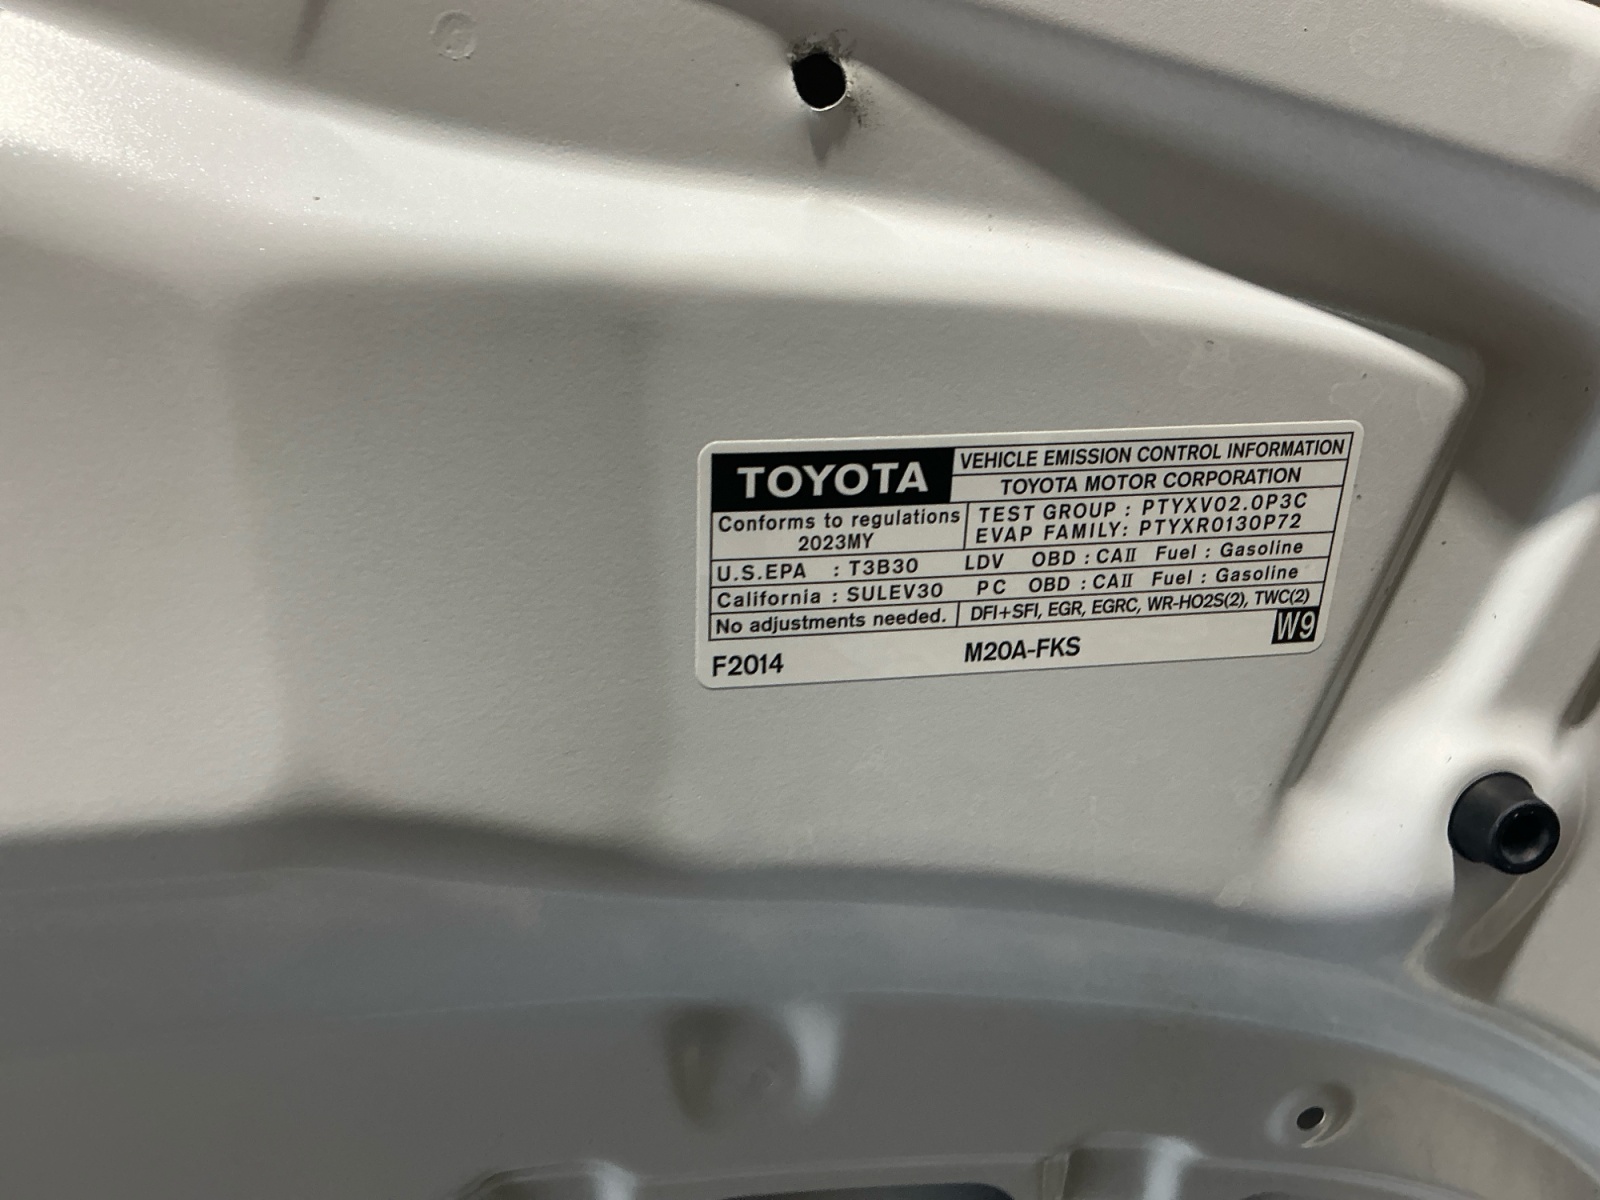 TOYOTA
VEHICLE EMISSION CONTROL INFORMATION
TOYOTA MOTOR CORPORATION
Conforms to regulations
2023MY
TEST GROUP : PTYXV02.0P3C
EVAP FAMILY: PTYXR0130P72
U.S.EPA : T3B30 LDV OBD : CAII Fuel : Gasoline
California : SULEV30 PC OBD : CAII Fuel : Gasoline
No adjustments needed. DFI+SFI, EGR, EGRC, WR-HO2S(2), TWC(2)
F2014 M20A-FKS W9